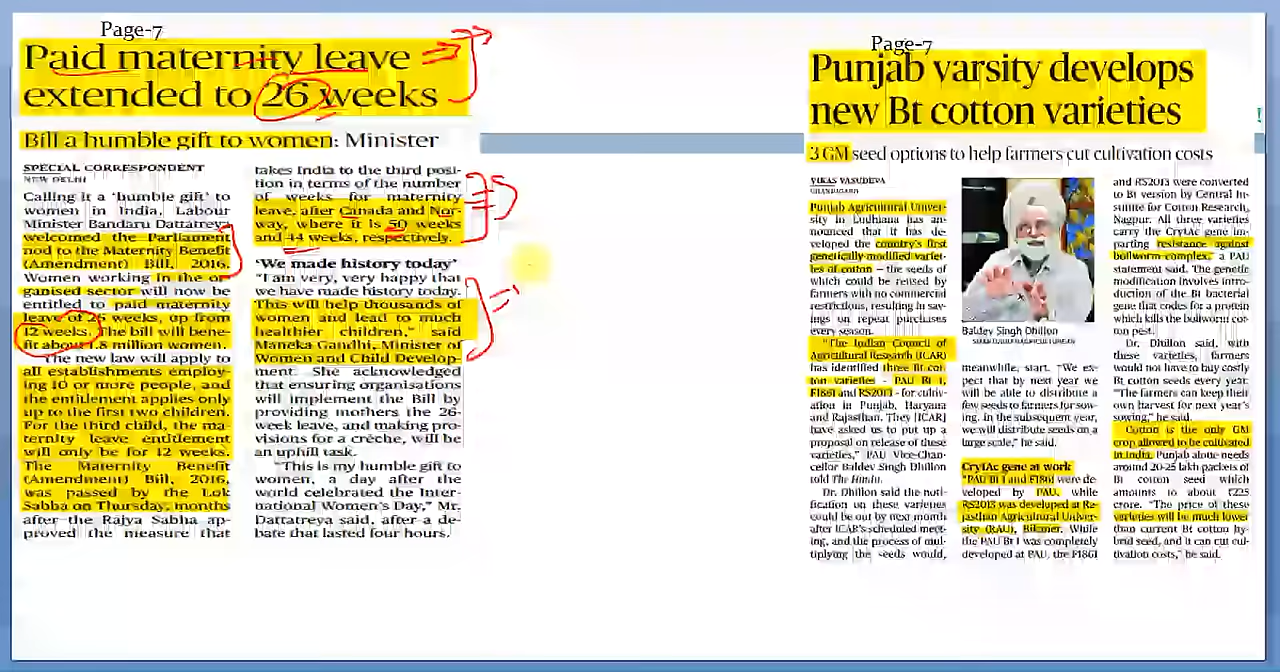 Page-7
Paid maternity leave
extended to 26 weeks
Bill a humble gift to women: Minister
SPECIAL CORRESPONDENT
NEW DELHI
Calling it a 'humble gift' to
women in India, Labour
Minister Bandaru Dattatreya
welcomed the Parliament
nod to the Maternity Benefit
(Amendment) Bill, 2016.
Women working in the or-
ganised sector will now be
entitled to paid maternity
leave of 26 weeks, up from
12 weeks. The bill will bene-
fit about 1.8 million women.
The new law will apply to
all establishments employ-
ing 10 or more people, and
the entitlement applies only
up to the first two children.
For the third child, the ma-
ternity leave entitlement
will only be for 12 weeks.
The Maternity Benefit
(Amendment) Bill, 2016,
was passed by the Lok
Sabha on Thursday, months
after the Rajya Sabha ap-
proved the measure that
takes India to the third posi-
tion in terms of the number
of weeks for maternity
leave, after Canada and Nor-
way, where it is 50 weeks
and 44 weeks, respectively.
'We made history today'
"I am very, very happy that
we have made history today.
This will help thousands of
women and lead to much
healthier children," said
Maneka Gandhi, Minister of
Women and Child Develop-
ment. She acknowledged
that ensuring organisations
will implement the Bill by
providing mothers the 26-
week leave, and making pro-
visions for a crèche, will be
an uphill task.
"This is my humble gift to
women, a day after the
world celebrated the Inter-
national Women's Day," Mr.
Dattatreya said, after a de-
bate that lasted four hours.
Page-7
Punjab varsity develops
new Bt cotton varieties
3 GM seed options to help farmers cut cultivation costs
VIKAS VASUDEVA
CHANDIGARH
Punjab Agricultural Univer-
sity in Ludhiana has an-
nounced that it has de-
veloped the country's first
genetically-modified variet-
ies of cotton – the seeds of
which could be reused by
farmers with no commercial
restrictions, resulting in sav-
ings on repeat purchases
every season.
"The Indian Council of
Agricultural Research (ICAR)
has identified three Bt cot-
ton varieties - PAU Bt 1,
F1861 and RS2013 - for cultiv-
ation in Punjab, Haryana
and Rajasthan. They [ICAR]
have asked us to put up a
proposal on release of these
varieties," PAU Vice-Chan-
cellor Baldev Singh Dhillon
told The Hindu.
Dr. Dhillon said the noti-
fication on these varieties
could be out by next month
after ICAR's scheduled meet-
ing, and the process of mul-
tiplying the seeds would,
Baldev Singh Dhillon
meanwhile, start. "We ex-
pect that by next year we
will be able to distribute a
few seeds to farmers for sow-
ing. In the subsequent year,
we will distribute seeds on a
large scale," he said.
Cry1Ac gene at work
"PAU Bt 1 and F1861 were de-
veloped by PAU, while
RS2013 was developed at Ra-
jasthan Agricultural Univer-
sity (RAU), Bikaner. While
the PAU Bt 1 was completely
developed at PAU, the F1861
and RS2013 were converted
to Bt version by Central In-
stitute for Cotton Research,
Nagpur. All three varieties
carry the Cry1Ac gene im-
parting resistance against
bollworm complex, a PAU
statement said. The genetic
modification involves intro-
duction of the Bt bacterial
gene that codes for a protein
which kills the bollworm cot-
ton pest.
Dr. Dhillon said, with
these varieties, farmers
would not have to buy costly
Bt cotton seeds every year.
"The farmers can keep their
own harvest for next year's
sowing," he said.
Cotton is the only GM
crop allowed to be cultivated
in India. Punjab alone needs
around 20-25 lakh packets of
Bt cotton seed which
amounts to about ₹225
crore. "The price of these
varieties will be much lower
than current Bt cotton hy-
brid seed, and it can cut cul-
tivation costs," he said.
!